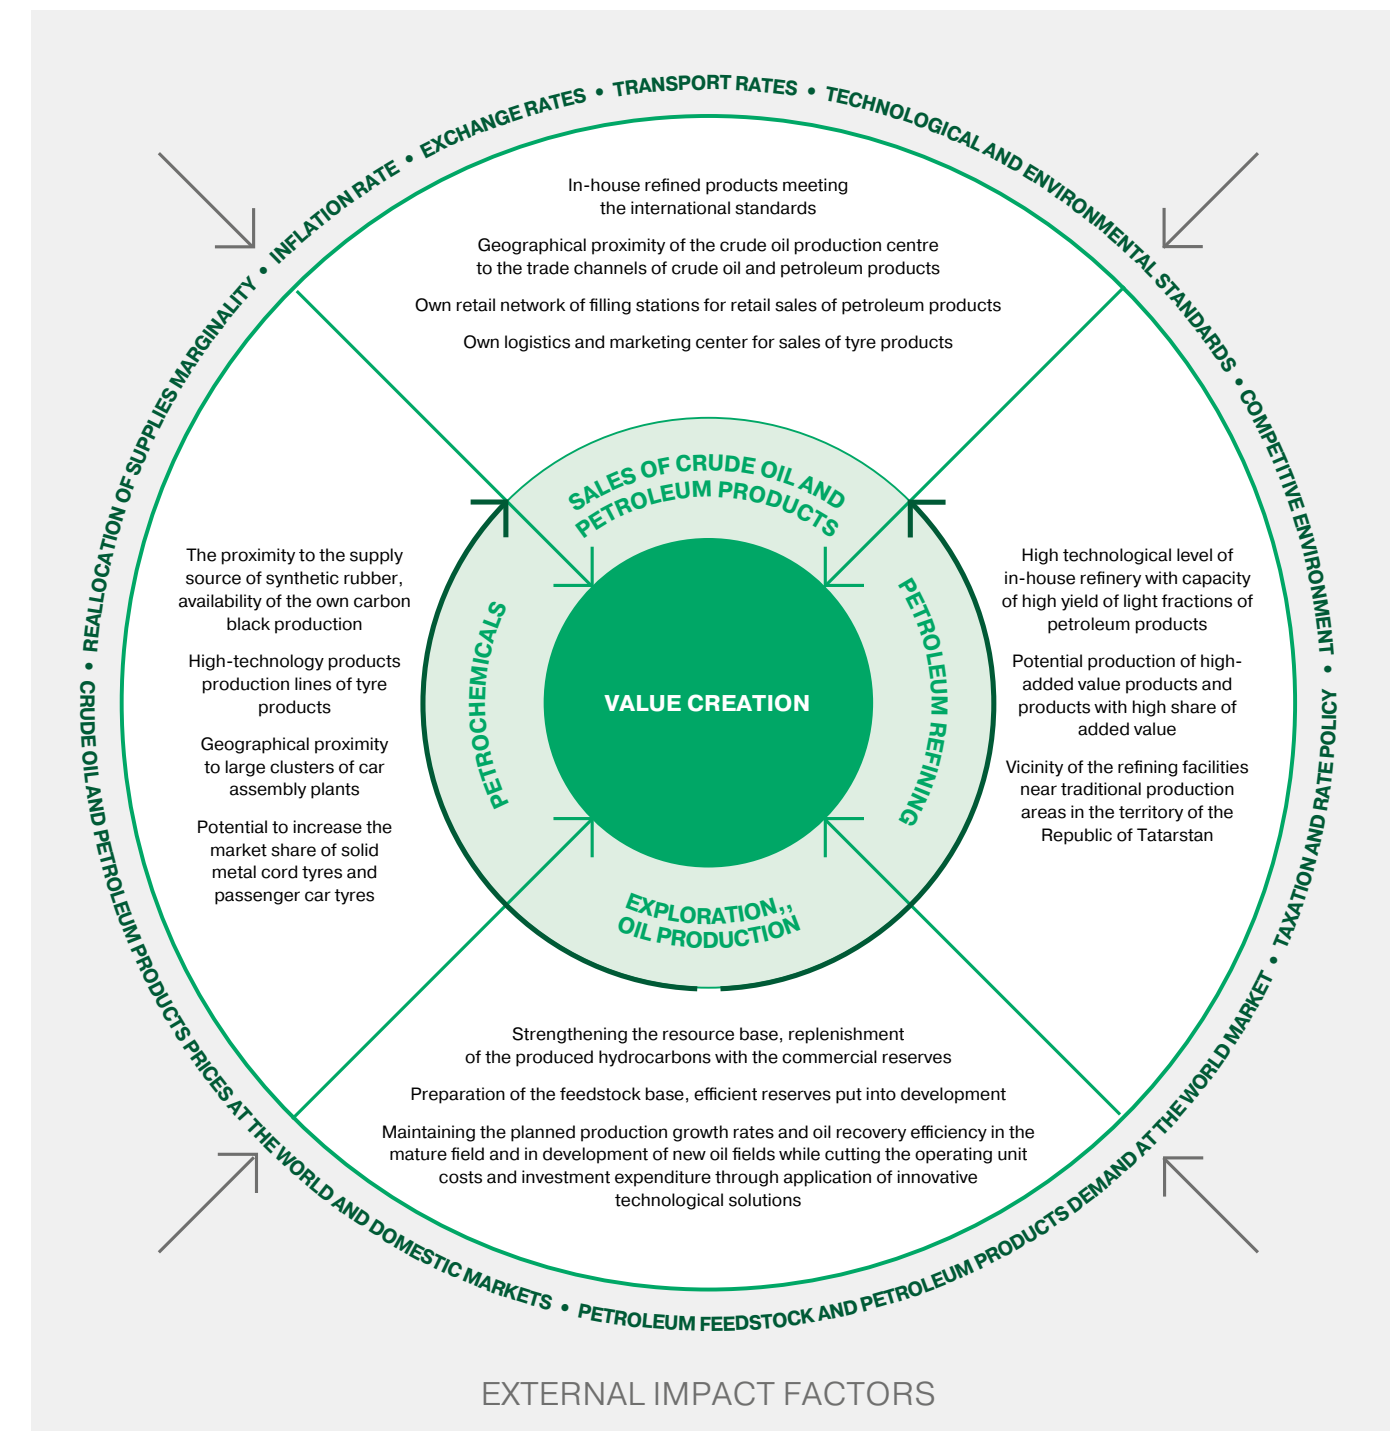 REALLOCATION OF SUPPLIES MARGINALITY • INFLATION RATE • EXCHANGE RATES • TRANSPORT RATES • TECHNOLOGICAL AND ENVIRONMENTAL STANDARDS • COMPETITIVE ENVIRONMENT •
In-house refined products meeting
the international standards
Geographical proximity of the crude oil production centre
to the trade channels of crude oil and petroleum products
Own retail network of filling stations for retail sales of petroleum products
Own logistics and marketing center for sales of tyre products
SALES OF CRUDE OIL AND
PETROLEUM PRODUCTS
The proximity to the supply
source of synthetic rubber,
availability of the own carbon
black production
High-technology products
production lines of tyre
products
Geographical proximity
to large clusters of car
assembly plants
Potential to increase the
market share of solid
metal cord tyres and
passenger car tyres
PETROCHEMICALS
VALUE CREATION
PETROLEUM REFINING
High technological level of
in-house refinery with capacity
of high yield of light fractions of
petroleum products
Potential production of high-
added value products and
products with high share of
added value
Vicinity of the refining facilities
near traditional production
areas in the territory of the
Republic of Tatarstan
EXPLORATION,,
OIL PRODUCTION
Strengthening the resource base, replenishment
of the produced hydrocarbons with the commercial reserves
Preparation of the feedstock base, efficient reserves put into development
Maintaining the planned production growth rates and oil recovery efficiency in the
mature field and in development of new oil fields while cutting the operating unit
costs and investment expenditure through application of innovative
technological solutions
• CRUDE OIL AND PETROLEUM PRODUCTS PRICES AT THE WORLD AND DOMESTIC MARKETS • PETROLEUM FEEDSTOCK AND PETROLEUM PRODUCTS DEMAND AT THE WORLD MARKET • TAXATION AND RATE POLICY
EXTERNAL IMPACT FACTORS